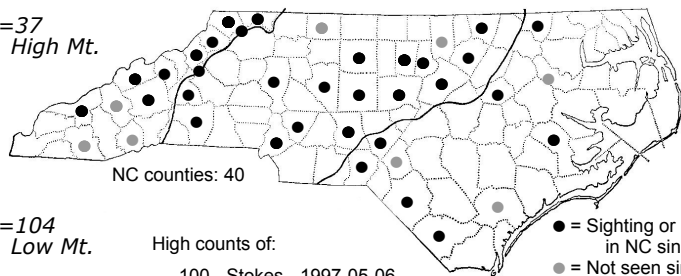 =37
High Mt.
NC counties: 40
=104
Low Mt.
High counts of:
= Sighting or
in NC sin
100 - Stokes - 1997-05-06
= Not seen si